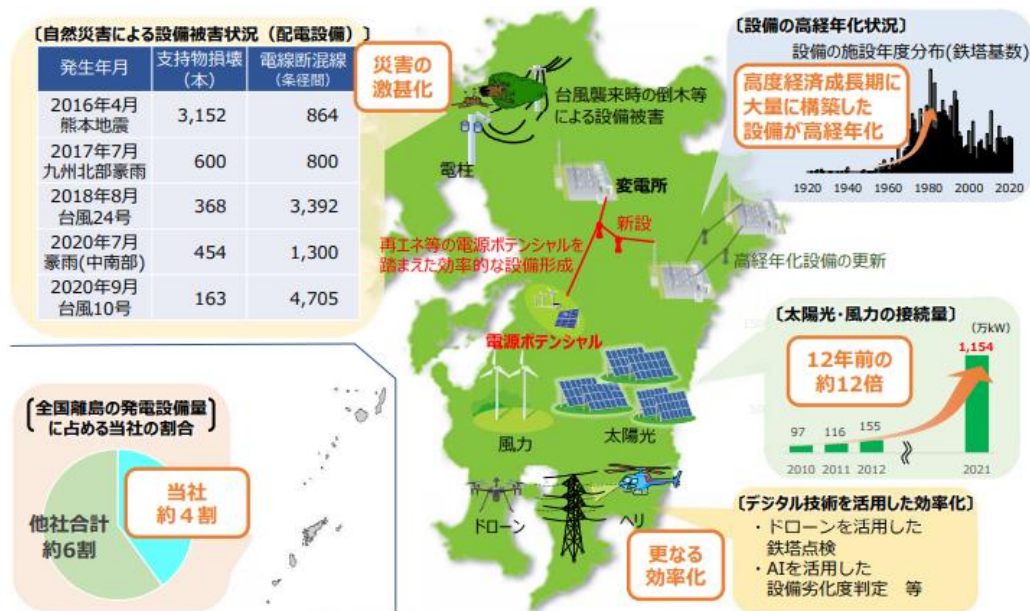 〔自然災害による設備被害状況（配電設備）〕
発生年月
支持物損壊
（本）
電線断混線
（条径間）
2016年4月
熊本地震
3,152
864
2017年7月
九州北部豪雨
600
800
2018年8月
台風24号
368
3,392
2020年7月
豪雨(中南部)
454
1,300
2020年9月
台風10号
163
4,705
災害の
激甚化
台風襲来時の倒木等
による設備被害
電柱
変電所
新設
再エネ等の電源ポテンシャルを
踏まえた効率的な設備形成
高経年化設備の更新
電源ポテンシャル
風力
太陽光
ドローン
ヘリ
〔設備の高経年化状況〕
設備の施設年度分布(鉄塔基数)
高度経済成長期に
大量に構築した
設備が高経年化
1920 1940 1960 1980 2000 2020
〔太陽光・風力の接続量〕
（万kW）
12年前の
約12倍
97
116
155
1,154
2010 2011 2012 2021
〔全国離島の発電設備量
に占める当社の割合〕
当社
約４割
他社合計
約6割
更なる
効率化
〔デジタル技術を活用した効率化〕
・ドローンを活用した
鉄塔点検
・AIを活用した
設備劣化度判定 等